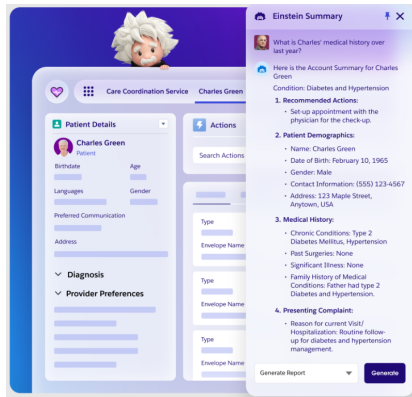 Care Coordination Service
Charles Green
Patient Details
Charles Green
Patient
Birthdate
Age
Languages
Gender
Preferred Communication
Address
Diagnosis
Provider Preferences
Actions
Search Actions
Type
Envelope Name
Type
Envelope Name
Type
Envelope Name
Einstein Summary
What is Charles' medical history over
last year?
Here is the Account Summary for Charles
Green
Condition: Diabetes and Hypertension
1. Recommended Actions:
• Set-up appointment with the
physician for the check-up.
2. Patient Demographics:
• Name: Charles Green
• Date of Birth: February 10, 1965
• Gender: Male
• Contact Information: (555) 123-4567
• Address: 123 Maple Street,
Anytown, USA
3. Medical History:
• Chronic Conditions: Type 2
Diabetes Mellitus, Hypertension
• Past Surgeries: None
• Significant Illness: None
• Family History of Medical
Conditions: Father had type 2
Diabetes and Hypertension.
4. Presenting Complaint:
• Reason for current Visit/
Hospitalization: Routine follow-
up for diabetes and hypertension
management.
Generate Report
Generate